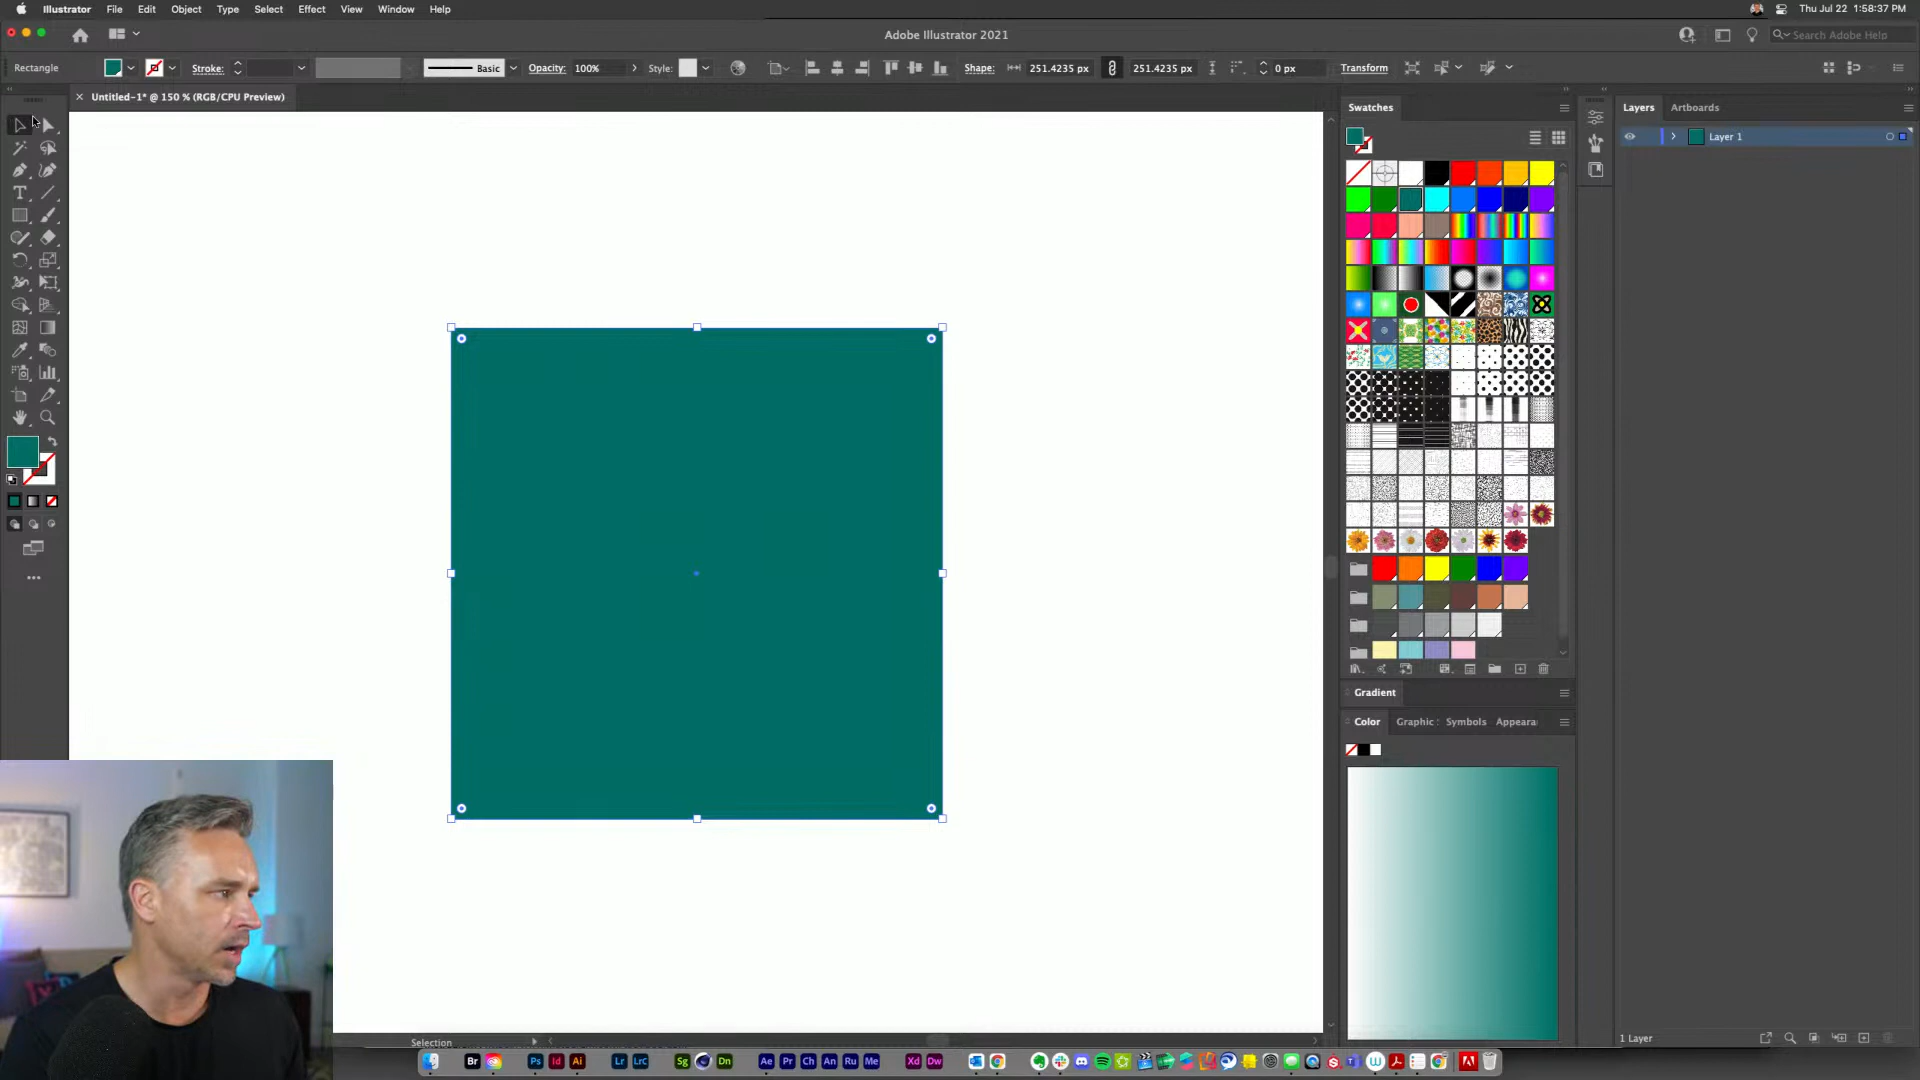 Illustrator File Edit Object Type Select Effect View Window Help
Thu Jul 22 1:58:37 PM
Adobe Illustrator 2021
Search Adobe Help
Rectangle
Stroke:
Basic
Opacity: 100%
Style:
Shape:
251.4235 px
251.4235 px
0 px
Transform
× Untitled-1* @ 150 % (RGB/CPU Preview)
Swatches
Layers Artboards
Layer 1
T
Gradient
Color Graphic Symbols Appeara
Selection
1 Layer
Br Ps Id Ai Lr LrC Sg Dn Ae Pr Ch An Ru Me Xd Dw